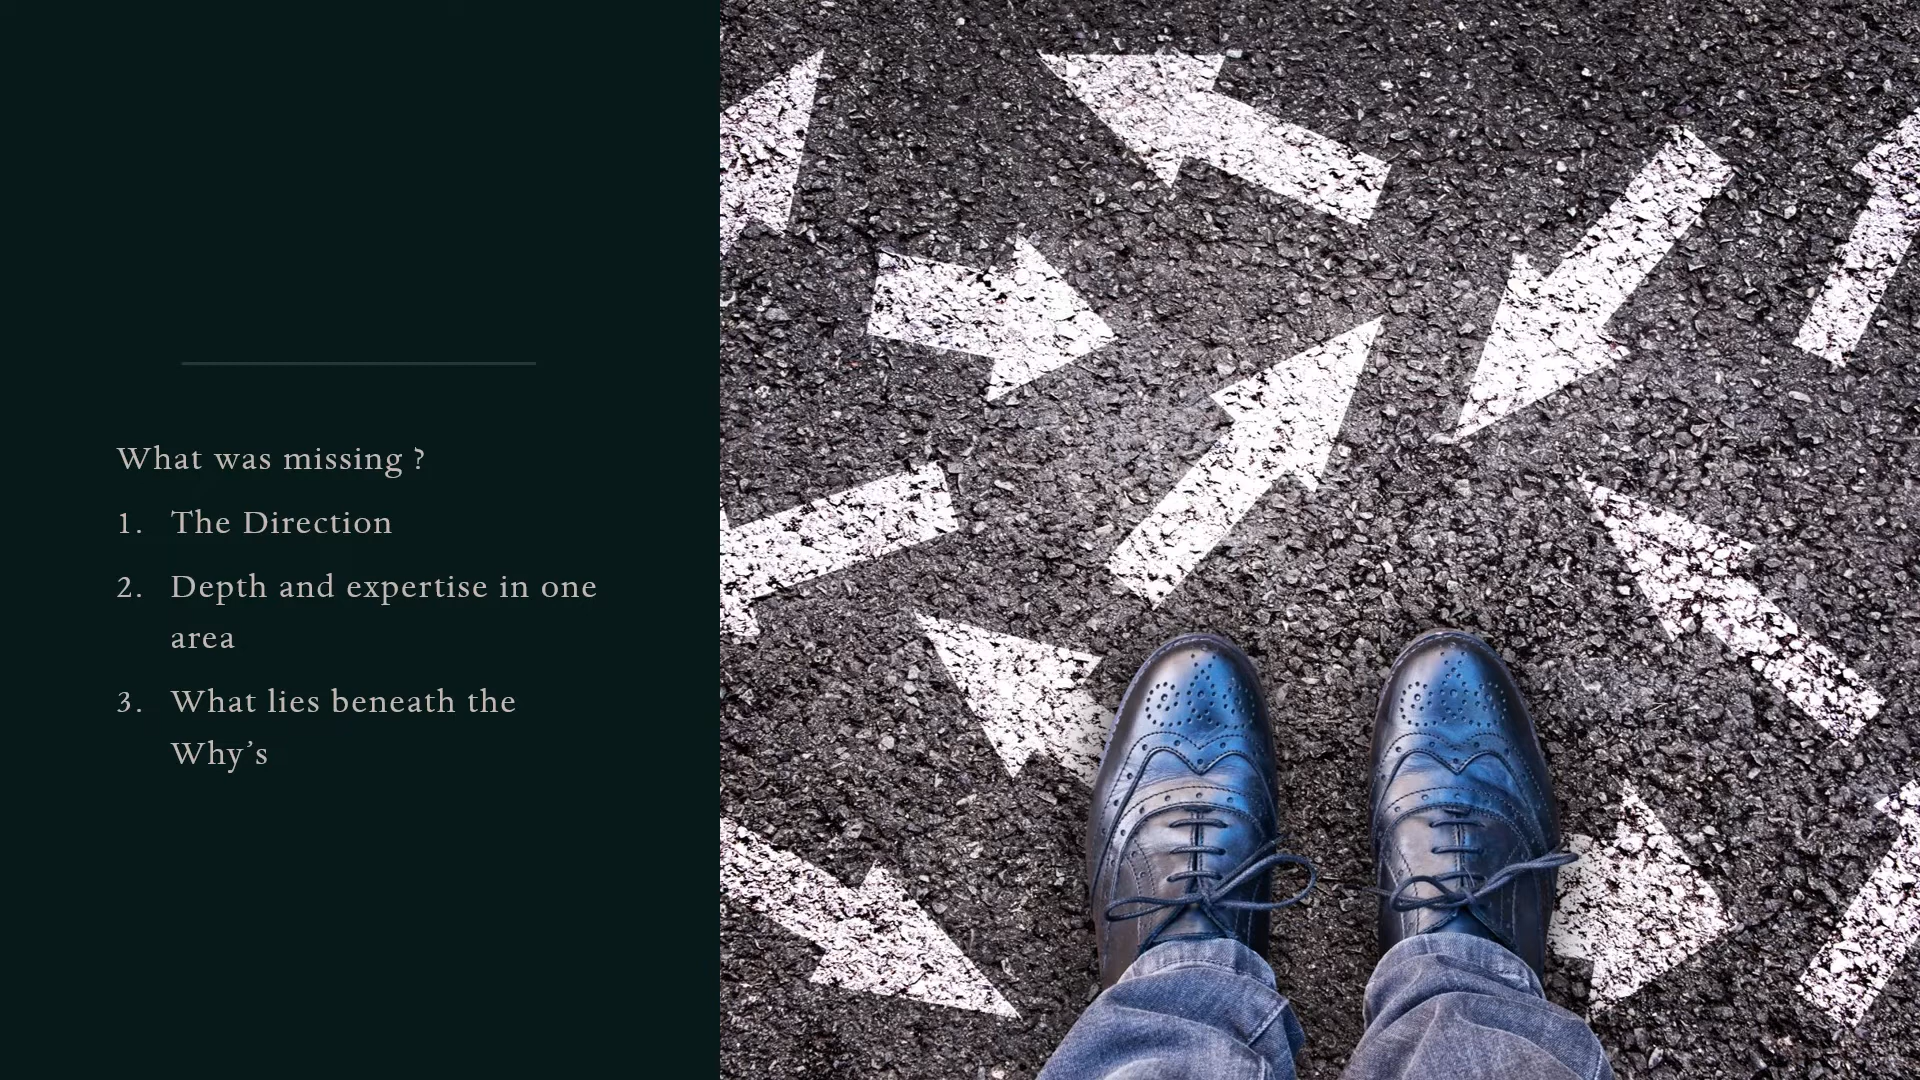 What was missing ?
1. The Direction
2. Depth and expertise in one
area
3. What lies beneath the
Why’s